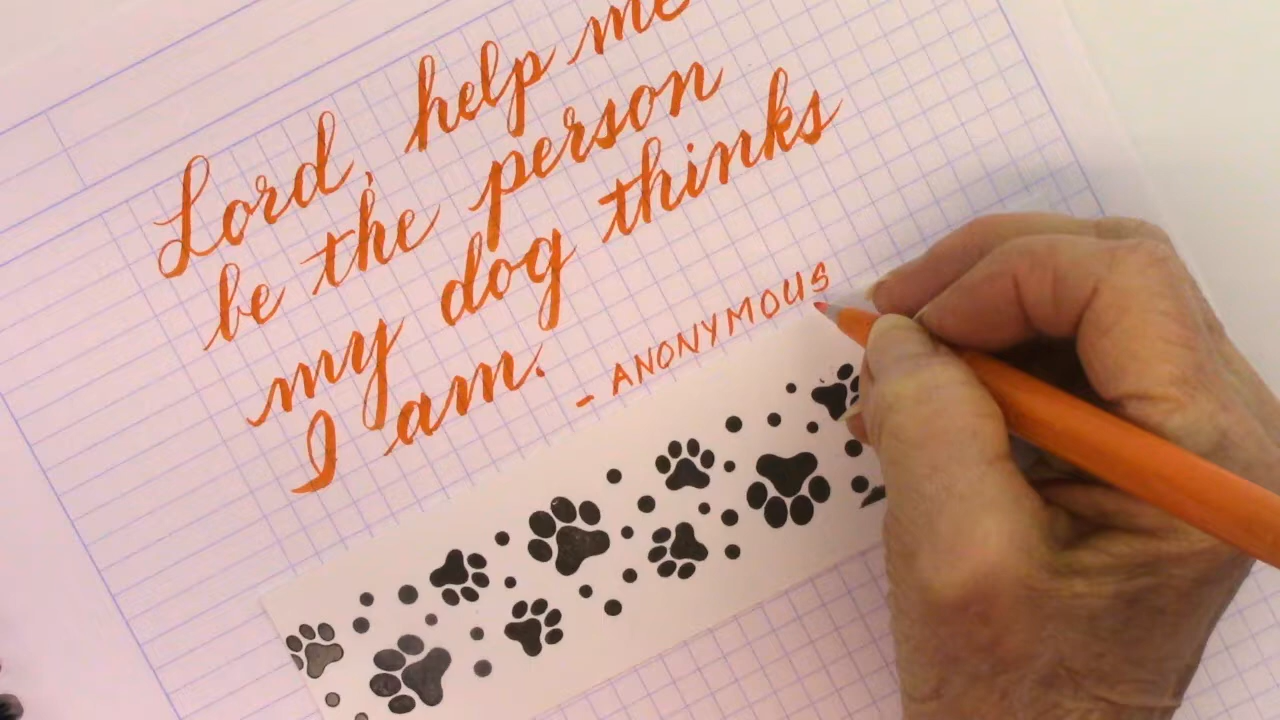 Lord, help me
be the person
my dog thinks
I am.
- ANONYMOUS